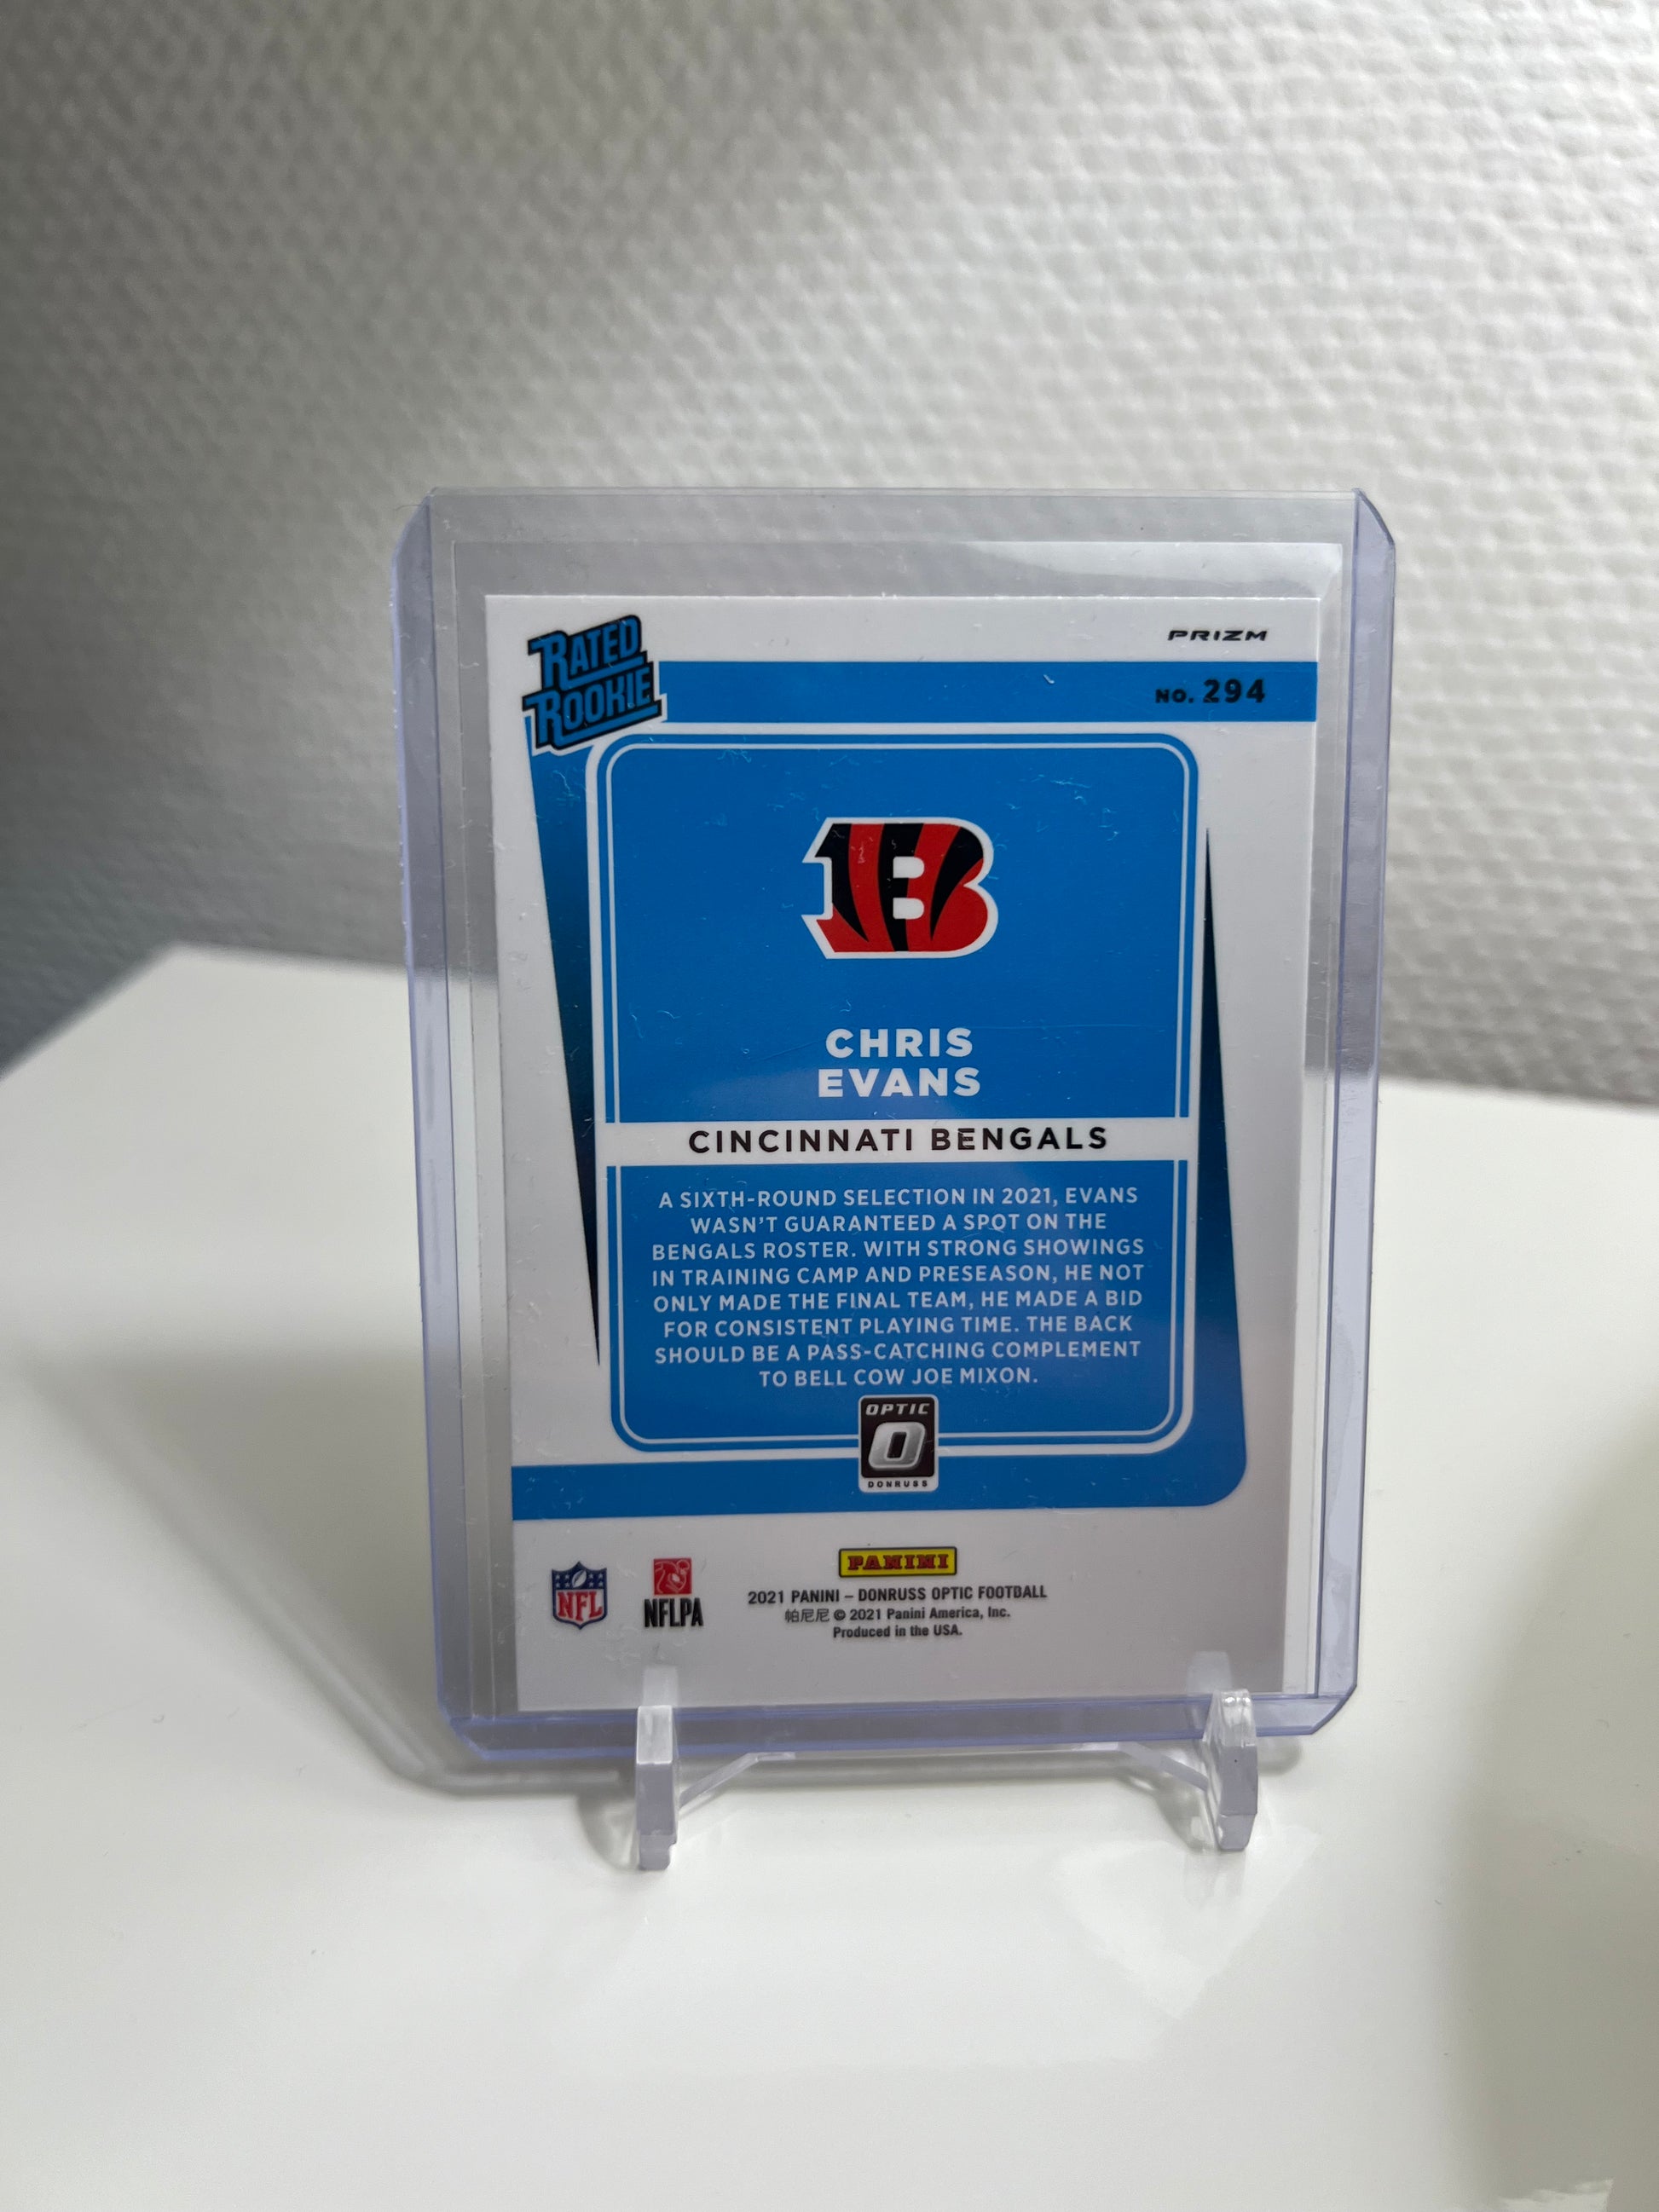 RATED
ROOKIE
PRIZM
NO. 294
CHRIS
EVANS
CINCINNATI BENGALS
A SIXTH-ROUND SELECTION IN 2021, EVANS
WASN'T GUARANTEED A SPOT ON THE
BENGALS ROSTER. WITH STRONG SHOWINGS
IN TRAINING CAMP AND PRESEASON, HE NOT
ONLY MADE THE FINAL TEAM, HE MADE A BID
FOR CONSISTENT PLAYING TIME. THE BACK
SHOULD BE A PASS-CATCHING COMPLEMENT
TO BELL COW JOE MIXON.
OPTIC
O
DONRUSS
PANINI
NFL
NFLPA
2021 PANINI – DONRUSS OPTIC FOOTBALL
帕尼尼 © 2021 Panini America, Inc.
Produced in the USA.